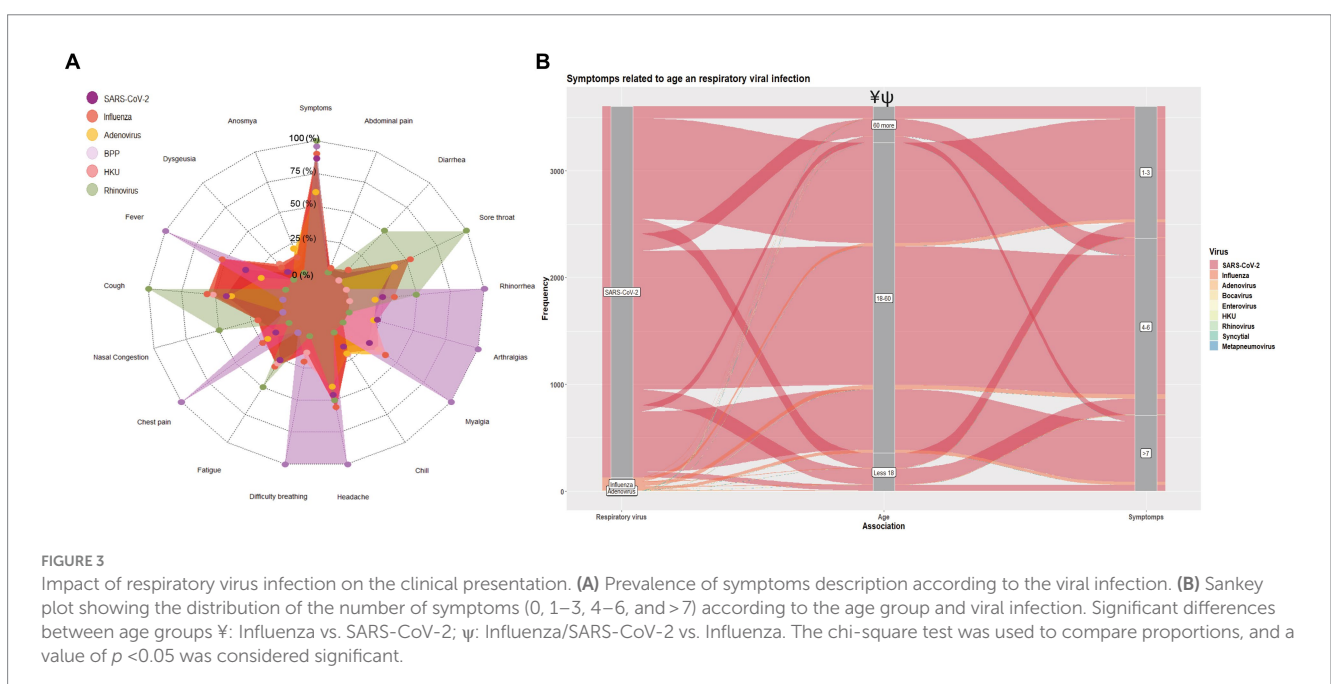 A
SARS-CoV-2
Influenza
Adenovirus
BPP
HKU
Rhinovirus
Symptoms
Abdominal pain
Diarrhea
Sore throat
Rhinorrhea
Arthralgias
Myalgia
Chill
Headache
Difficulty breathing
Fatigue
Chest pain
Nasal Congestion
Cough
Fever
Dysgeusia
Anosmya
100 (%)
75 (%)
50 (%)
25 (%)
0 (%)
B
Symptomps related to age an respiratory viral infection
¥ψ
Frequency
3000
2000
1000
0
SARS-CoV-2
Influenza
Adenovirus
60 more
18-60
Less 18
1-3
4-6
>7
Respiratory virus
Age
Symptomps
Association
Virus
SARS-CoV-2
Influenza
Adenovirus
Bocavirus
Enterovirus
HKU
Rhinovirus
Syncytial
Metapneumovirus
FIGURE 3
Impact of respiratory virus infection on the clinical presentation. (A) Prevalence of symptoms description according to the viral infection. (B) Sankey
plot showing the distribution of the number of symptoms (0, 1–3, 4–6, and >7) according to the age group and viral infection. Significant differences
between age groups ¥: Influenza vs. SARS-CoV-2; ψ: Influenza/SARS-CoV-2 vs. Influenza. The chi-square test was used to compare proportions, and a
value of p <0.05 was considered significant.